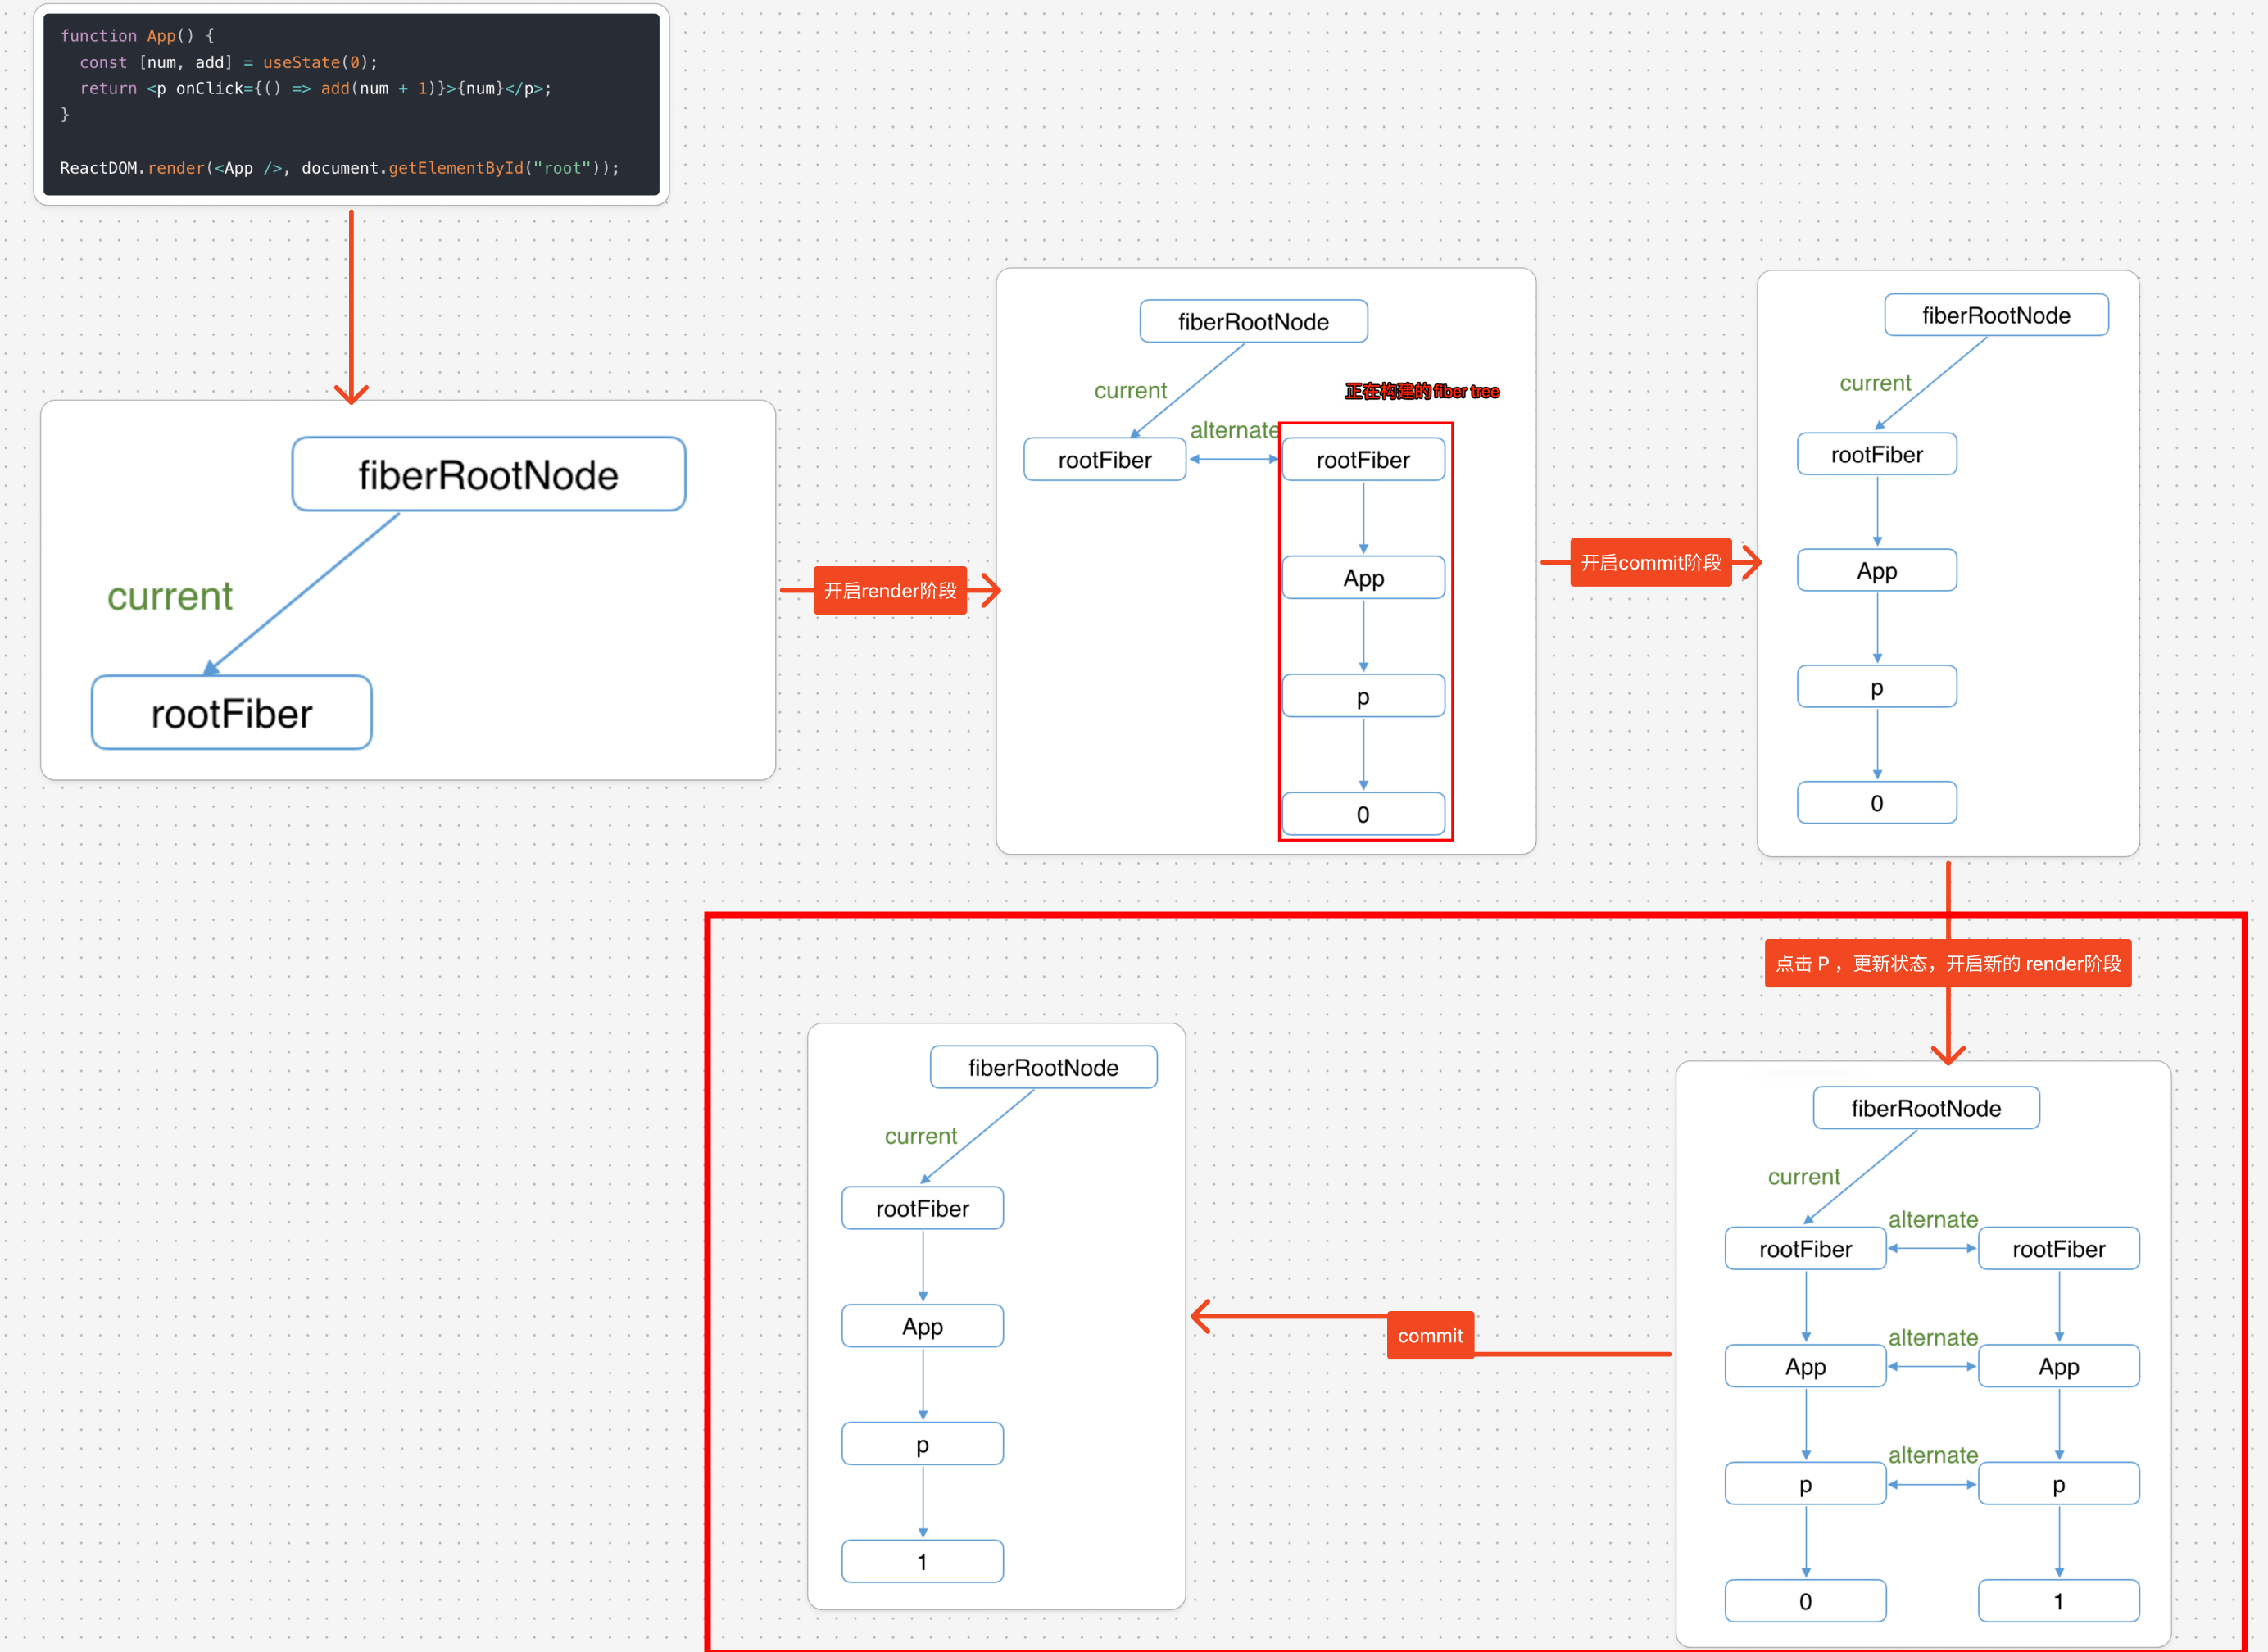 function App() {
  const [num, add] = useState(0);
  return <p onClick={() => add(num + 1)}>{num}</p>;
}
ReactDOM.render(<App />, document.getElementById("root"));
fiberRootNode
current
rootFiber
开启render阶段
fiberRootNode
current
正在构建的 fiber tree
alternate
rootFiber
rootFiber
App
p
0
开启commit阶段
fiberRootNode
current
rootFiber
App
p
0
点击 P ，更新状态，开启新的 render阶段
fiberRootNode
current
alternate
rootFiber
rootFiber
alternate
App
App
alternate
p
p
0
1
commit
fiberRootNode
current
rootFiber
App
p
1